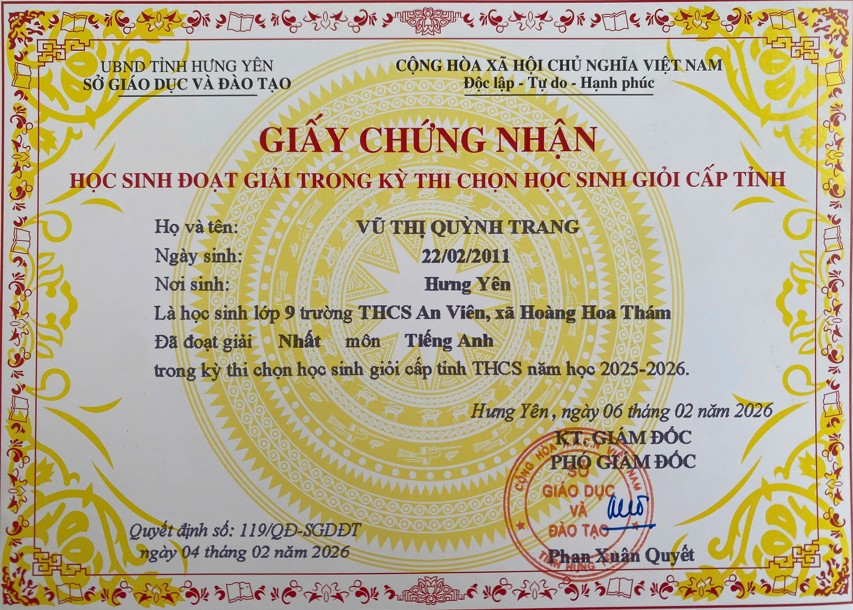 UBND TỈNH HƯNG YÊN
SỞ GIÁO DỤC VÀ ĐÀO TẠO
CỘNG HÒA XÃ HỘI CHỦ NGHĨA VIỆT NAM
Độc lập - Tự do - Hạnh phúc
GIẤY CHỨNG NHẬN
HỌC SINH ĐOẠT GIẢI TRONG KỲ THI CHỌN HỌC SINH GIỎI CẤP TỈNH
Họ và tên: VŨ THỊ QUỲNH TRANG
Ngày sinh: 22/02/2011
Nơi sinh: Hưng Yên
Là học sinh lớp 9 trường THCS An Viên, xã Hoàng Hoa Thám
Đã đoạt giải Nhất môn Tiếng Anh
trong kỳ thi chọn học sinh giỏi cấp tỉnh THCS năm học 2025-2026.
Hưng Yên , ngày 06 tháng 02 năm 2026
KT. GIÁM ĐỐC
PHÓ GIÁM ĐỐC
SỞ
GIÁO DỤC
VÀ
ĐÀO TẠO
Phan Xuân Quyết
Quyết định số: 119/QĐ-SGDĐT
ngày 04 tháng 02 năm 2026